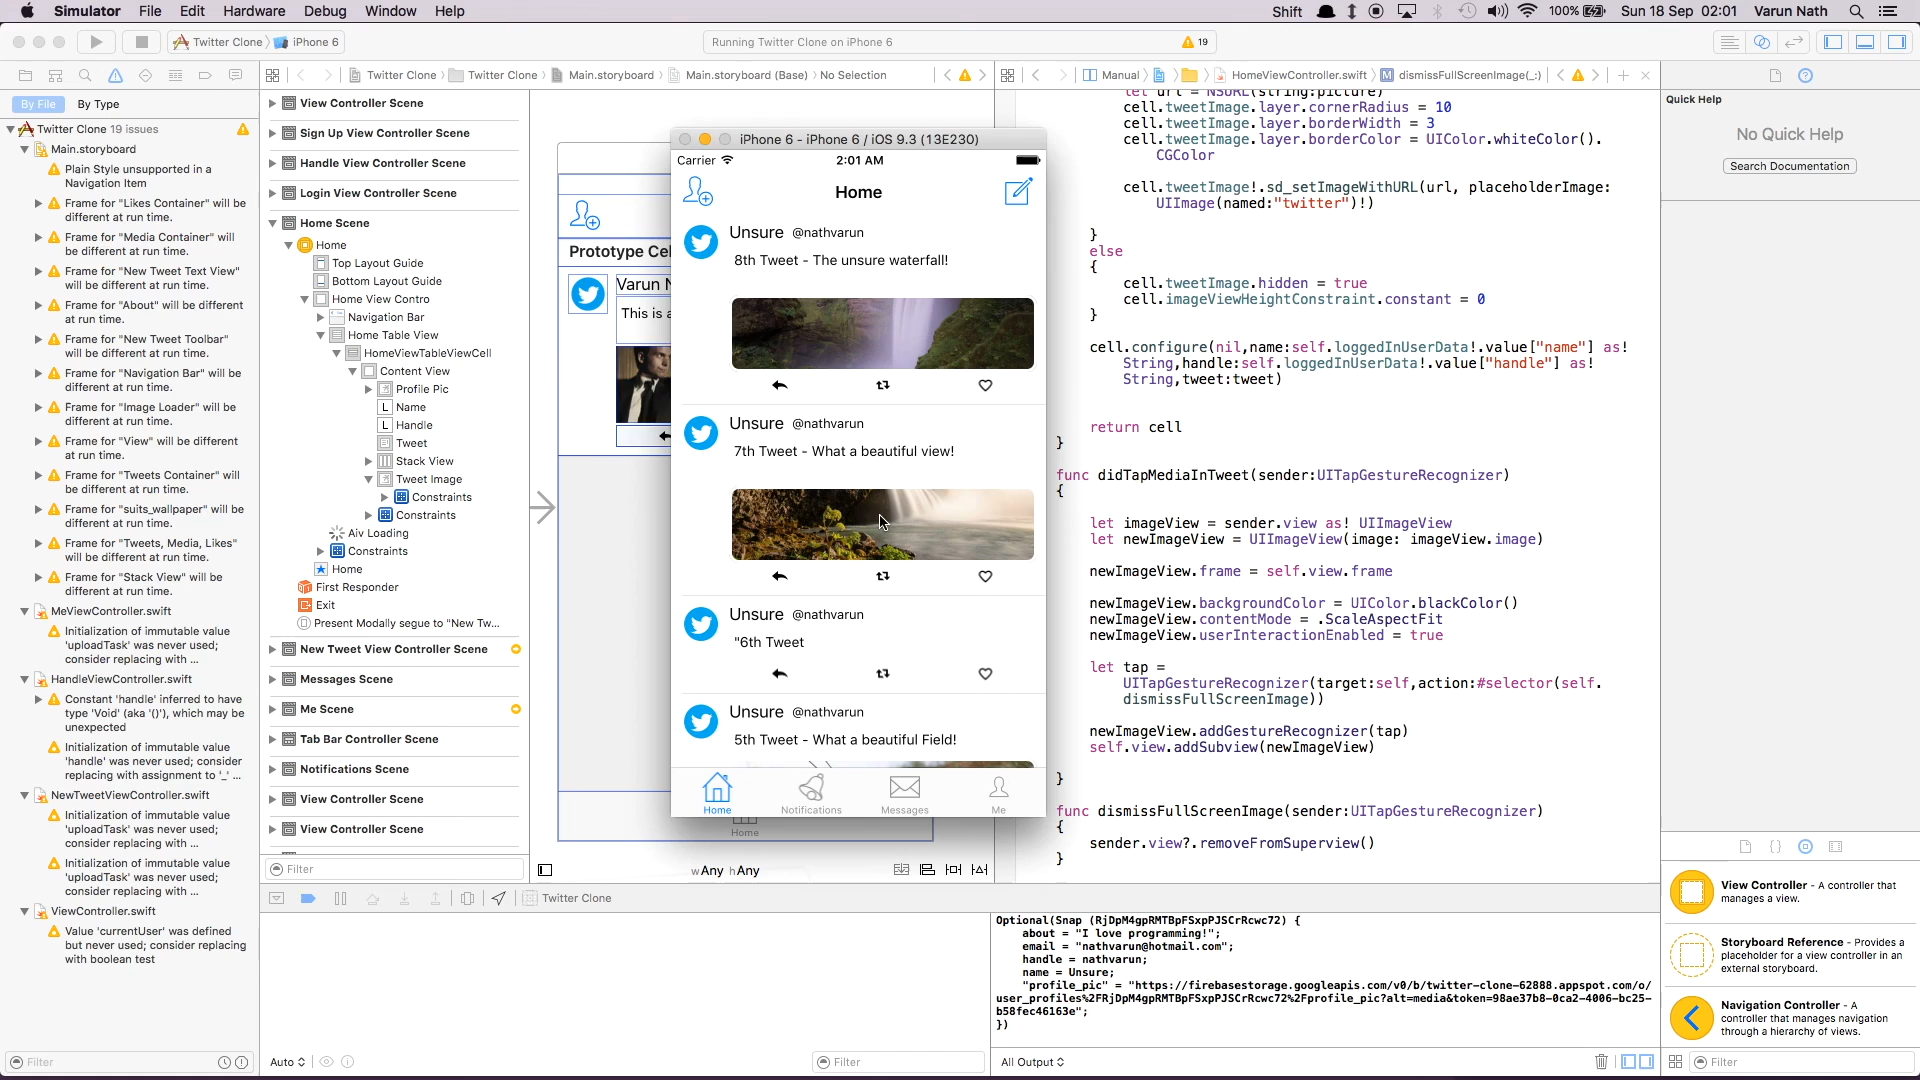 Simulator File Edit Hardware Debug Window Help
Shift 100% Sun 18 Sep 02:01 Varun Nath
Twitter Clone iPhone 6
Running Twitter Clone on iPhone 6
19
Twitter Clone Twitter Clone Main.storyboard Main.storyboard (Base) No Selection
Manual HomeViewController.swift M dismissFullScreenImage(_:)
By File By Type
Twitter Clone 19 issues
Main.storyboard
Plain Style unsupported in a
Navigation Item
Frame for "Likes Container" will be
different at run time.
Frame for "Media Container" will
be different at run time.
Frame for "New Tweet Text View"
will be different at run time.
Frame for "About" will be different
at run time.
Frame for "New Tweet Toolbar"
will be different at run time.
Frame for "Navigation Bar" will be
different at run time.
Frame for "Image Loader" will be
different at run time.
Frame for "View" will be different
at run time.
Frame for "Tweets Container" will
be different at run time.
Frame for "suits_wallpaper" will be
different at run time.
Frame for "Tweets, Media, Likes"
will be different at run time.
Frame for "Stack View" will be
different at run time.
MeViewController.swift
Initialization of immutable value
'uploadTask' was never used;
consider replacing with ...
HandleViewController.swift
Constant 'handle' inferred to have
type 'Void' (aka '()'), which may be
unexpected
Initialization of immutable value
'handle' was never used; consider
replacing with assignment to '_' ...
NewTweetViewController.swift
Initialization of immutable value
'uploadTask' was never used;
consider replacing with ...
Initialization of immutable value
'uploadTask' was never used;
consider replacing with ...
ViewController.swift
Value 'currentUser' was defined
but never used; consider replacing
with boolean test
Filter
View Controller Scene
Sign Up View Controller Scene
Handle View Controller Scene
Login View Controller Scene
Home Scene
Home
Top Layout Guide
Bottom Layout Guide
Home View Contro
Navigation Bar
Home Table View
HomeViewTableViewCell
Content View
Profile Pic
L Name
L Handle
Tweet
Stack View
Tweet Image
Constraints
Constraints
Aiv Loading
Constraints
Home
First Responder
Exit
Present Modally segue to "New Tw...
New Tweet View Controller Scene
Messages Scene
Me Scene
Tab Bar Controller Scene
Notifications Scene
View Controller Scene
View Controller Scene
Filter
Prototype Cel
Varun N
This is a
Home
wAny hAny
iPhone 6 - iPhone 6 / iOS 9.3 (13E230)
Carrier 2:01 AM
Home
Unsure @nathvarun
8th Tweet - The unsure waterfall!
Unsure @nathvarun
7th Tweet - What a beautiful view!
Unsure @nathvarun
"6th Tweet
Unsure @nathvarun
5th Tweet - What a beautiful Field!
Home Notifications Messages Me
let url = NSURL(string:picture)
cell.tweetImage.layer.cornerRadius = 10
cell.tweetImage.layer.borderWidth = 3
cell.tweetImage.layer.borderColor = UIColor.whiteColor().
CGColor
cell.tweetImage!.sd_setImageWithURL(url, placeholderImage:
UIImage(named:"twitter")!)
}
else
{
cell.tweetImage.hidden = true
cell.imageViewHeightConstraint.constant = 0
}
cell.configure(nil,name:self.loggedInUserData!.value["name"] as!
String,handle:self.loggedInUserData!.value["handle"] as!
String,tweet:tweet)
return cell
}
func didTapMediaInTweet(sender:UITapGestureRecognizer)
{
let imageView = sender.view as! UIImageView
let newImageView = UIImageView(image: imageView.image)
newImageView.frame = self.view.frame
newImageView.backgroundColor = UIColor.blackColor()
newImageView.contentMode = .ScaleAspectFit
newImageView.userInteractionEnabled = true
let tap =
UITapGestureRecognizer(target:self,action:#selector(self.
dismissFullScreenImage))
newImageView.addGestureRecognizer(tap)
self.view.addSubview(newImageView)
}
func dismissFullScreenImage(sender:UITapGestureRecognizer)
{
sender.view?.removeFromSuperview()
}
Twitter Clone
Optional(Snap (RjDpM4gpRMTBpFSxpPJSCrRcwc72) {
about = "I love programming!";
email = "nathvarun@hotmail.com";
handle = nathvarun;
name = Unsure;
"profile_pic" = "https://firebasestorage.googleapis.com/v0/b/twitter-clone-62888.appspot.com/o/
user_profiles%2FRjDpM4gpRMTBpFSxpPJSCrRcwc72%2Fprofile_pic?alt=media&token=98ae37b8-0ca2-4006-bc25-
b58fec46163e";
})
Auto
Filter
All Output
Quick Help
No Quick Help
Search Documentation
View Controller - A controller that
manages a view.
Storyboard Reference - Provides a
placeholder for a view controller in an
external storyboard.
Navigation Controller - A
controller that manages navigation
through a hierarchy of views.
Filter